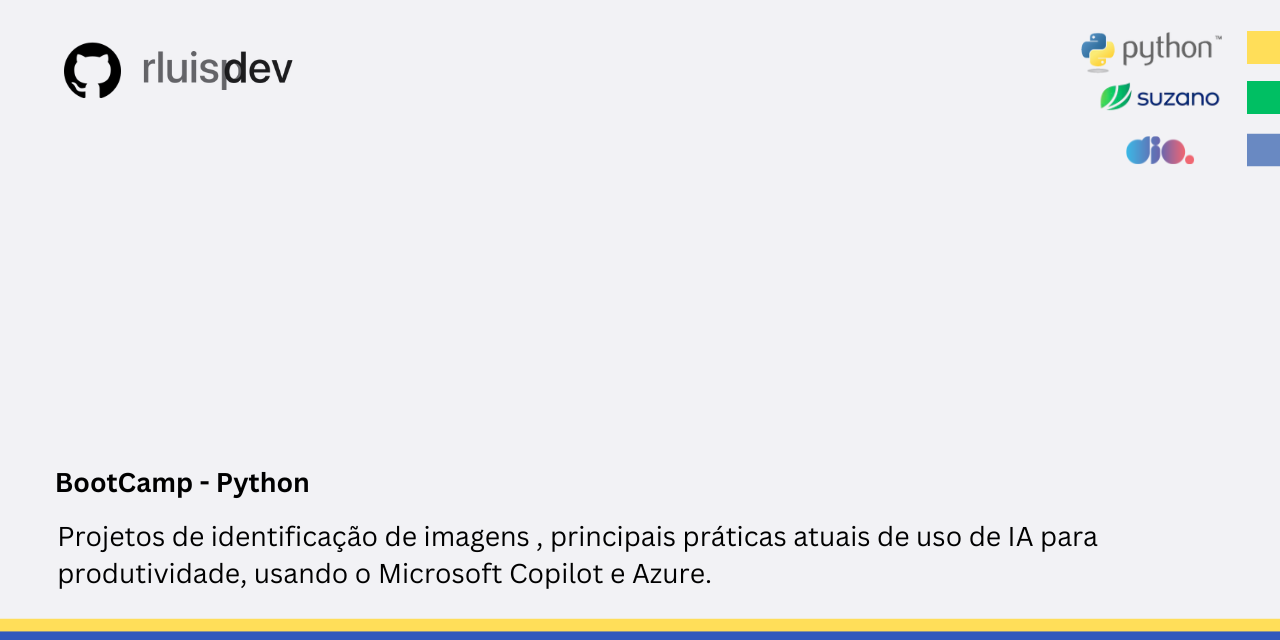 rluispdev
python™
suzano
dio.
BootCamp - Python
Projetos de identificação de imagens , principais práticas atuais de uso de IA para
produtividade, usando o Microsoft Copilot e Azure.